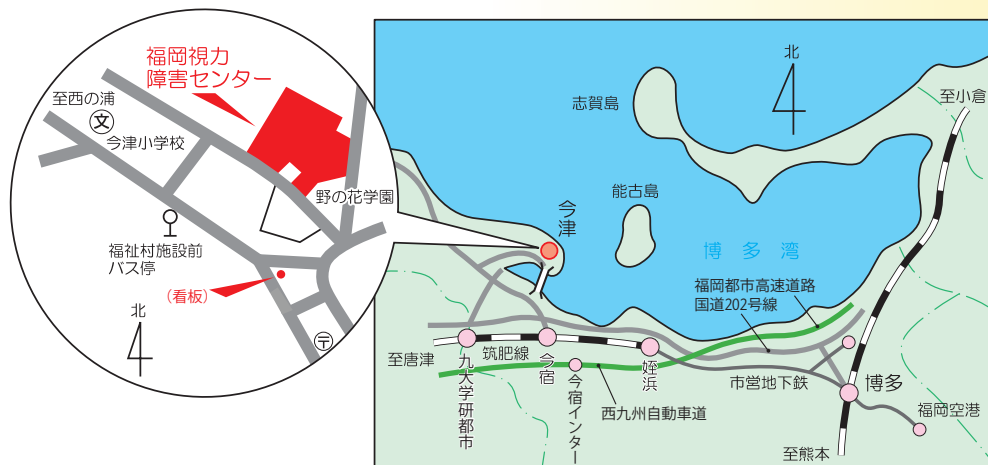 福岡視力
障害センター
至西の浦
文
今津小学校
野の花学園
福祉村施設前
バス停
（看板）
北
〒
北
志賀島
至小倉
能古島
今津
博多湾
福岡都市高速道路
国道202号線
至唐津
筑肥線
九大学研都市
今宿
今宿インター
姪浜
西九州自動車道
市営地下鉄
博多
福岡空港
至熊本